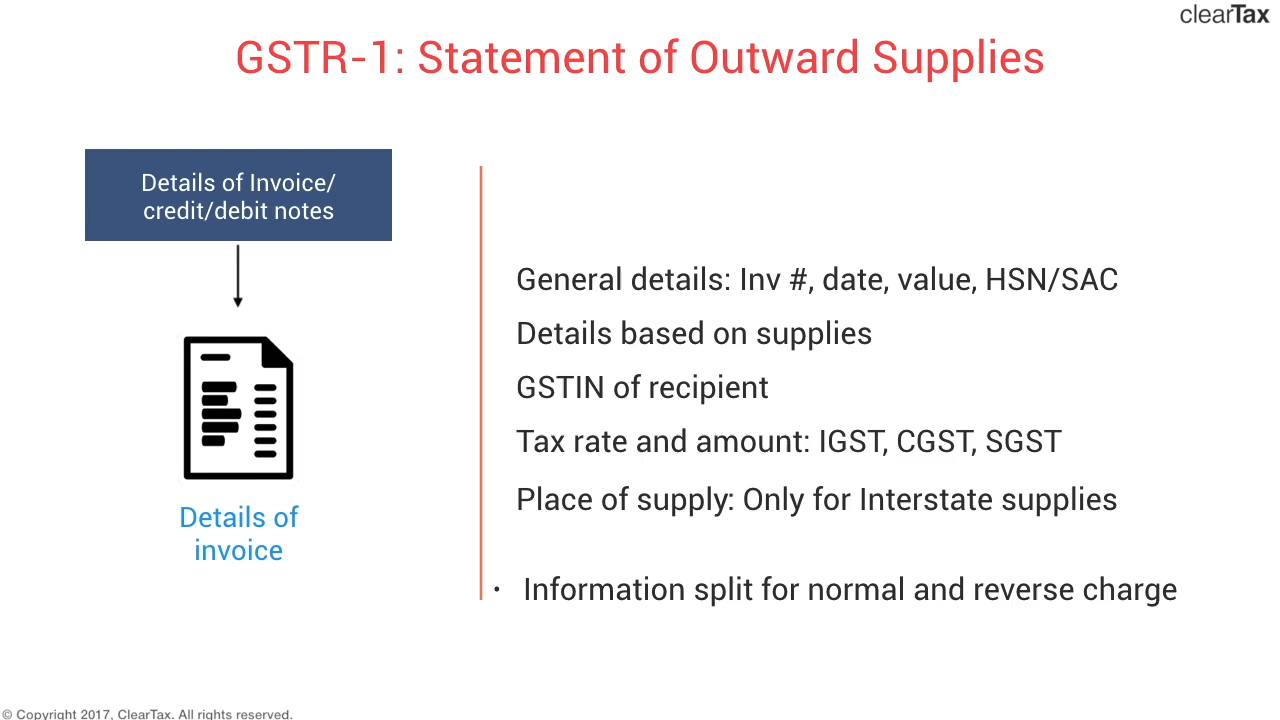 clearTax
GSTR-1: Statement of Outward Supplies
Details of Invoice/
credit/debit notes
Details of
invoice
General details: Inv #, date, value, HSN/SAC
Details based on supplies
GSTIN of recipient
Tax rate and amount: IGST, CGST, SGST
Place of supply: Only for Interstate supplies
· Information split for normal and reverse charge
© Copyright 2017, ClearTax. All rights reserved.